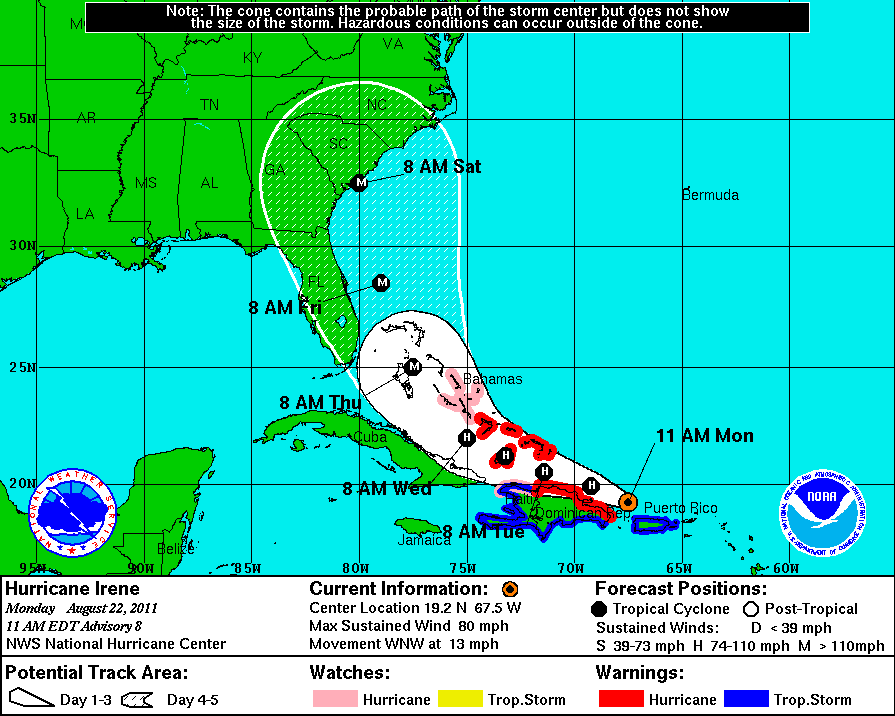 Note: The cone contains the probable path of the storm center but does not show
the size of the storm. Hazardous conditions can occur outside of the cone.
VA
KY
NC
TN
35N
AR
SC
8 AM Sat
GA
MS
AL
Bermuda
LA
30N
FL
8 AM Fri
25N
Bahamas
8 AM Thu
11 AM Mon
Cuba
20N
8 AM Wed
Haiti
Puerto Rico
Dominican Rep.
8 AM Tue
Jamaica
Belize
NATIONAL WEATHER SERVICE
NOAA
95W
90W
85W
80W
75W
70W
65W
60W
Hurricane Irene
Monday August 22, 2011
11 AM EDT Advisory 8
NWS National Hurricane Center
Current Information:
Center Location 19.2 N 67.5 W
Max Sustained Wind 80 mph
Movement WNW at 13 mph
Forecast Positions:
Tropical Cyclone Post-Tropical
Sustained Winds: D < 39 mph
S 39-73 mph H 74-110 mph M > 110mph
Potential Track Area:
Day 1-3 Day 4-5
Watches:
Hurricane Trop.Storm
Warnings:
Hurricane Trop.Storm
M
M
M
H
H
H
H